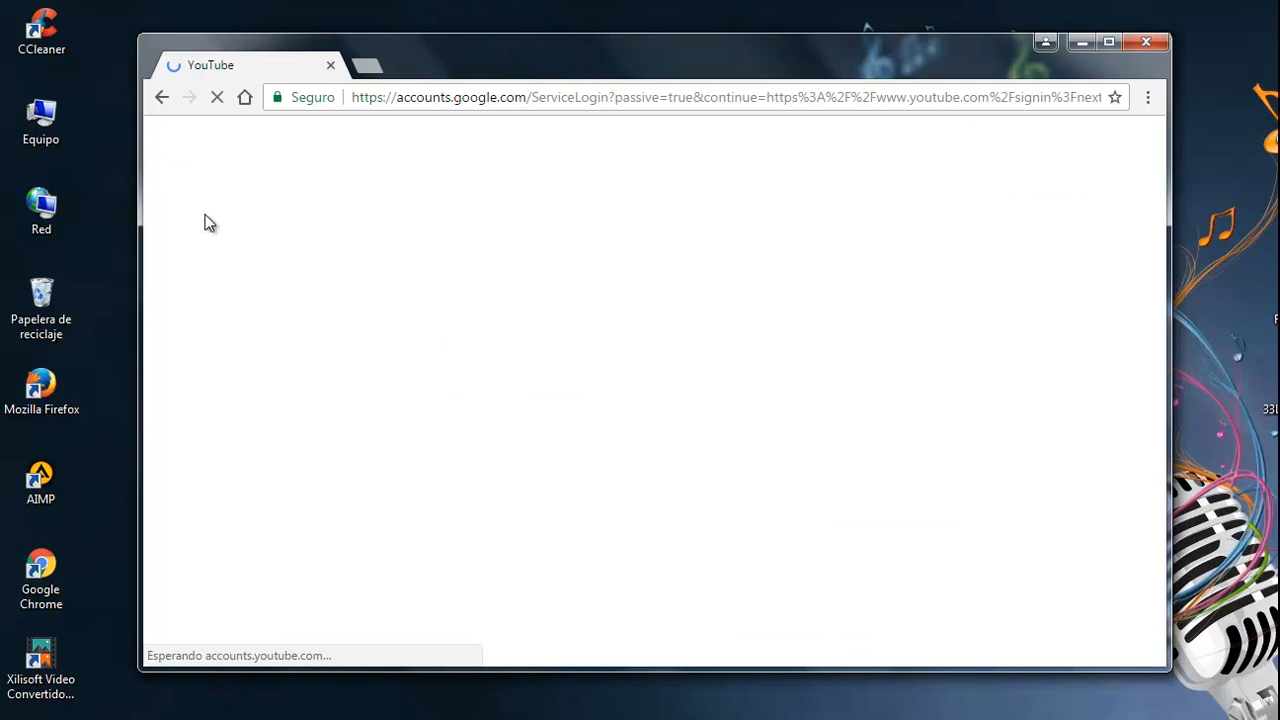 CCleaner
Equipo
Red
Papelera de
reciclaje
Mozilla Firefox
AIMP
Google
Chrome
Xilisoft Video
Convertido...
YouTube
Seguro
https://accounts.google.com/ServiceLogin?passive=true&continue=https%3A%2F%2Fwww.youtube.com%2Fsignin%3Fnext
Esperando accounts.youtube.com...